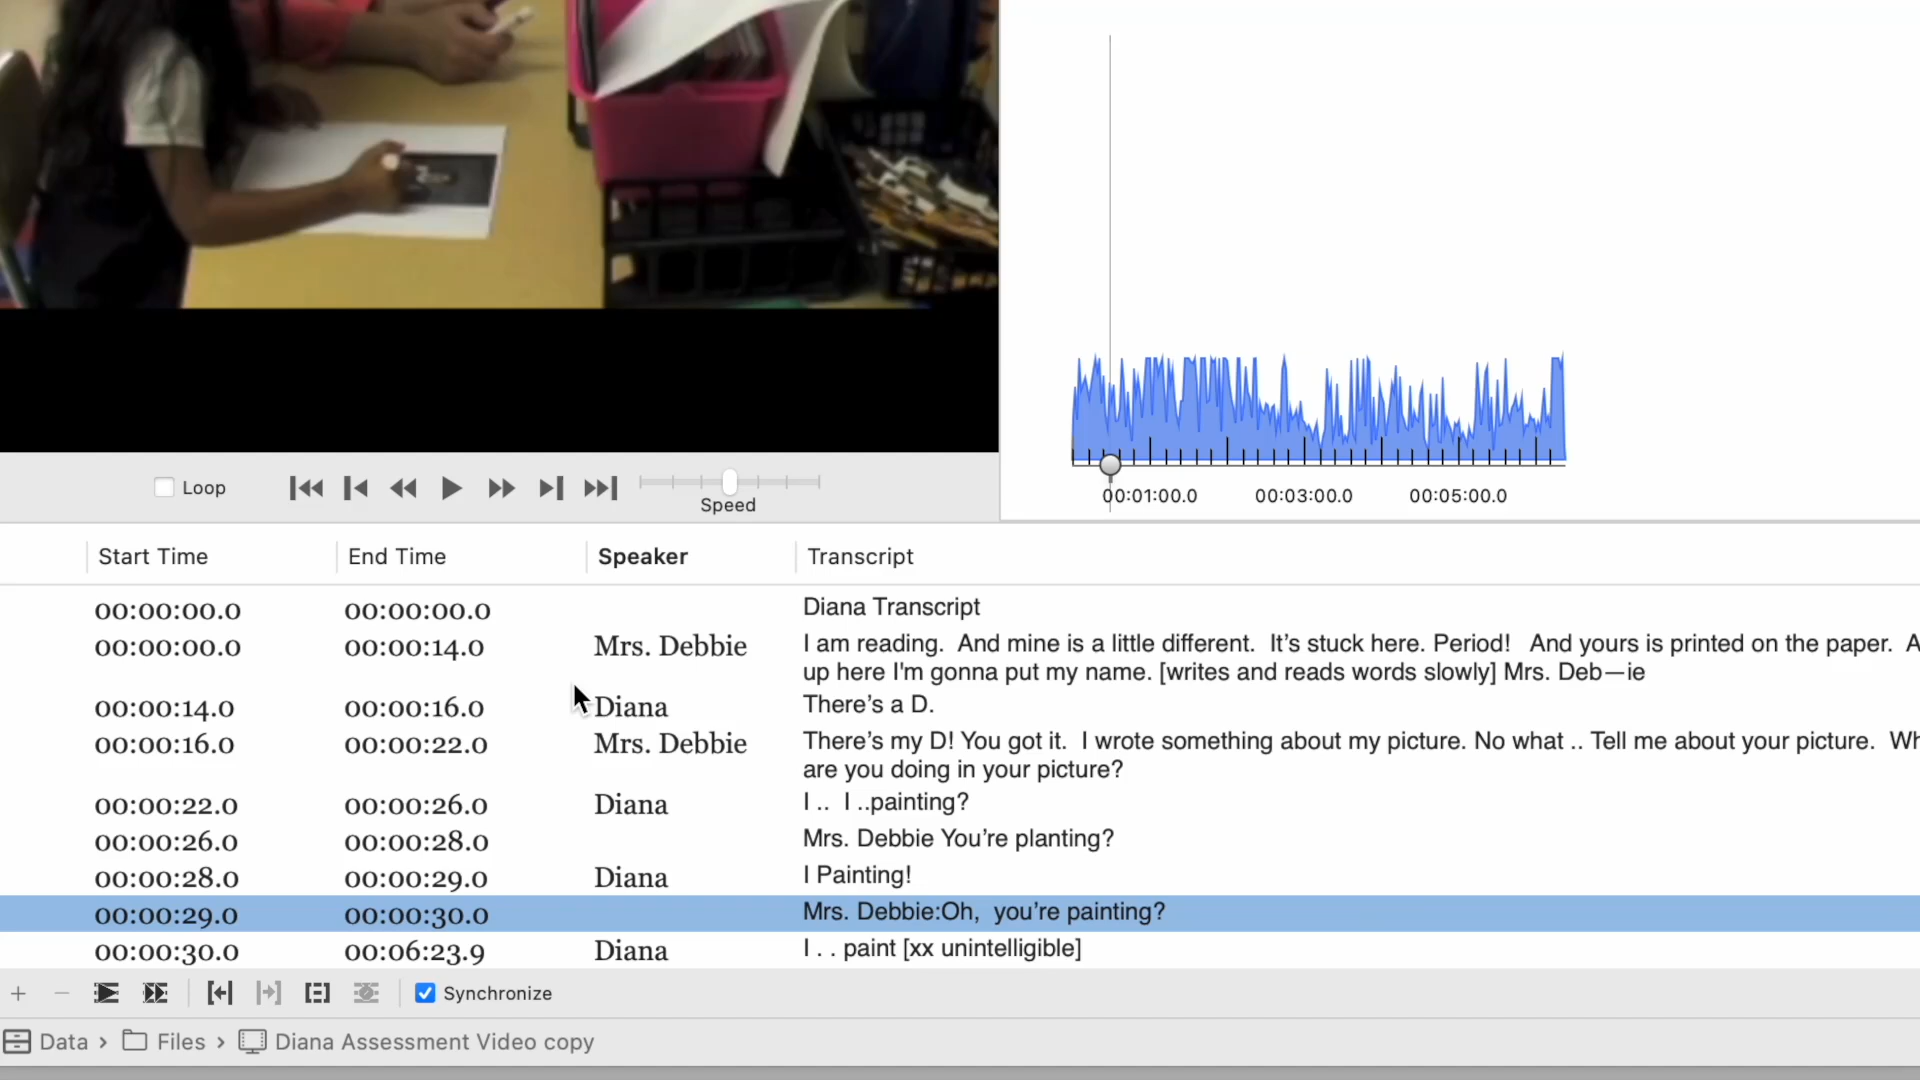 Loop
Speed
00:01:00.0 00:03:00.0 00:05:00.0
Start Time End Time Speaker Transcript
00:00:00.0 00:00:00.0 Diana Transcript
00:00:00.0 00:00:14.0 Mrs. Debbie I am reading.  And mine is a little different.  It’s stuck here. Period!   And yours is printed on the paper.  A
up here I'm gonna put my name. [writes and reads words slowly] Mrs. Deb—ie
00:00:14.0 00:00:16.0 Diana There’s a D.
00:00:16.0 00:00:22.0 Mrs. Debbie There’s my D! You got it.  I wrote something about my picture. No what .. Tell me about your picture.  Wh
are you doing in your picture?
00:00:22.0 00:00:26.0 Diana I ..  I ..painting?
00:00:26.0 00:00:28.0 Mrs. Debbie You’re planting?
00:00:28.0 00:00:29.0 Diana I Painting!
00:00:29.0 00:00:30.0 Mrs. Debbie:Oh,  you’re painting?
00:00:30.0 00:06:23.9 Diana I . . paint [xx unintelligible]
Synchronize
Data › Files › Diana Assessment Video copy